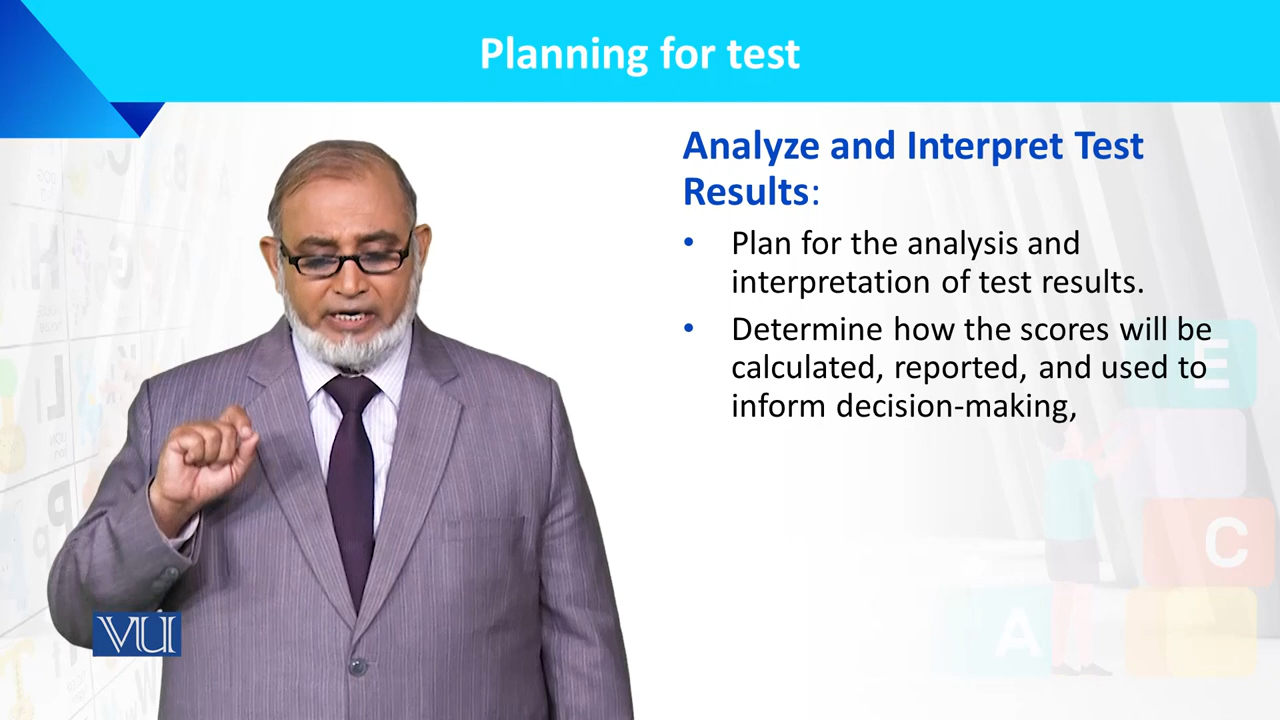 Planning for test
Analyze and Interpret Test
Results:
• Plan for the analysis and
interpretation of test results.
• Determine how the scores will be
calculated, reported, and used to
inform decision-making,
VU
E
C
A